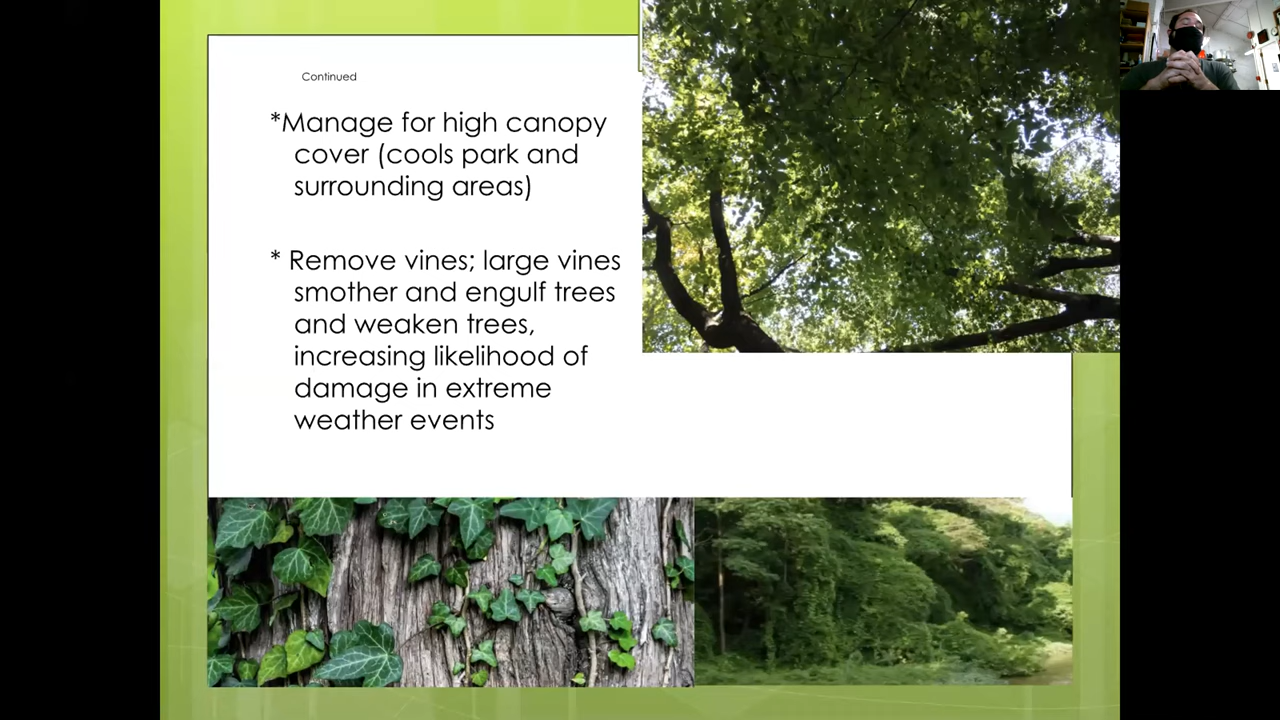 Continued
*Manage for high canopy
cover (cools park and
surrounding areas)
* Remove vines; large vines
smother and engulf trees
and weaken trees,
increasing likelihood of
damage in extreme
weather events